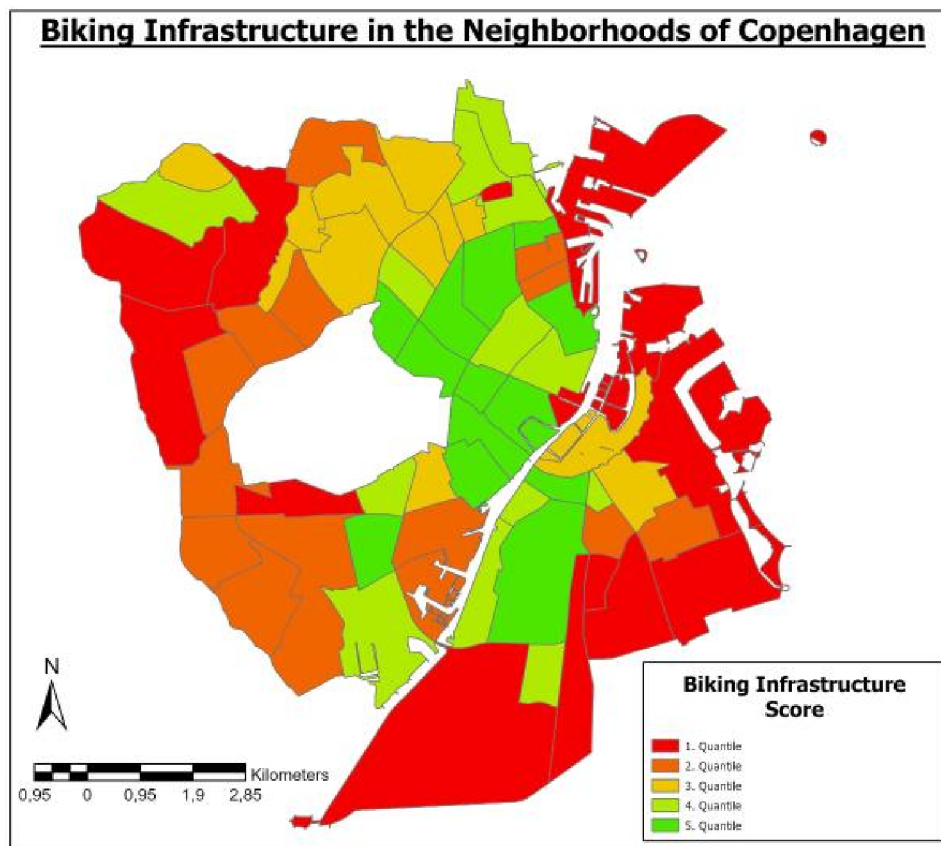 Biking Infrastructure in the Neighborhoods of Copenhagen
N
Kilometers
0,95 0 0,95 1,9 2,85
Biking Infrastructure
Score
1. Quantile
2. Quantile
3. Quantile
4. Quantile
5. Quantile